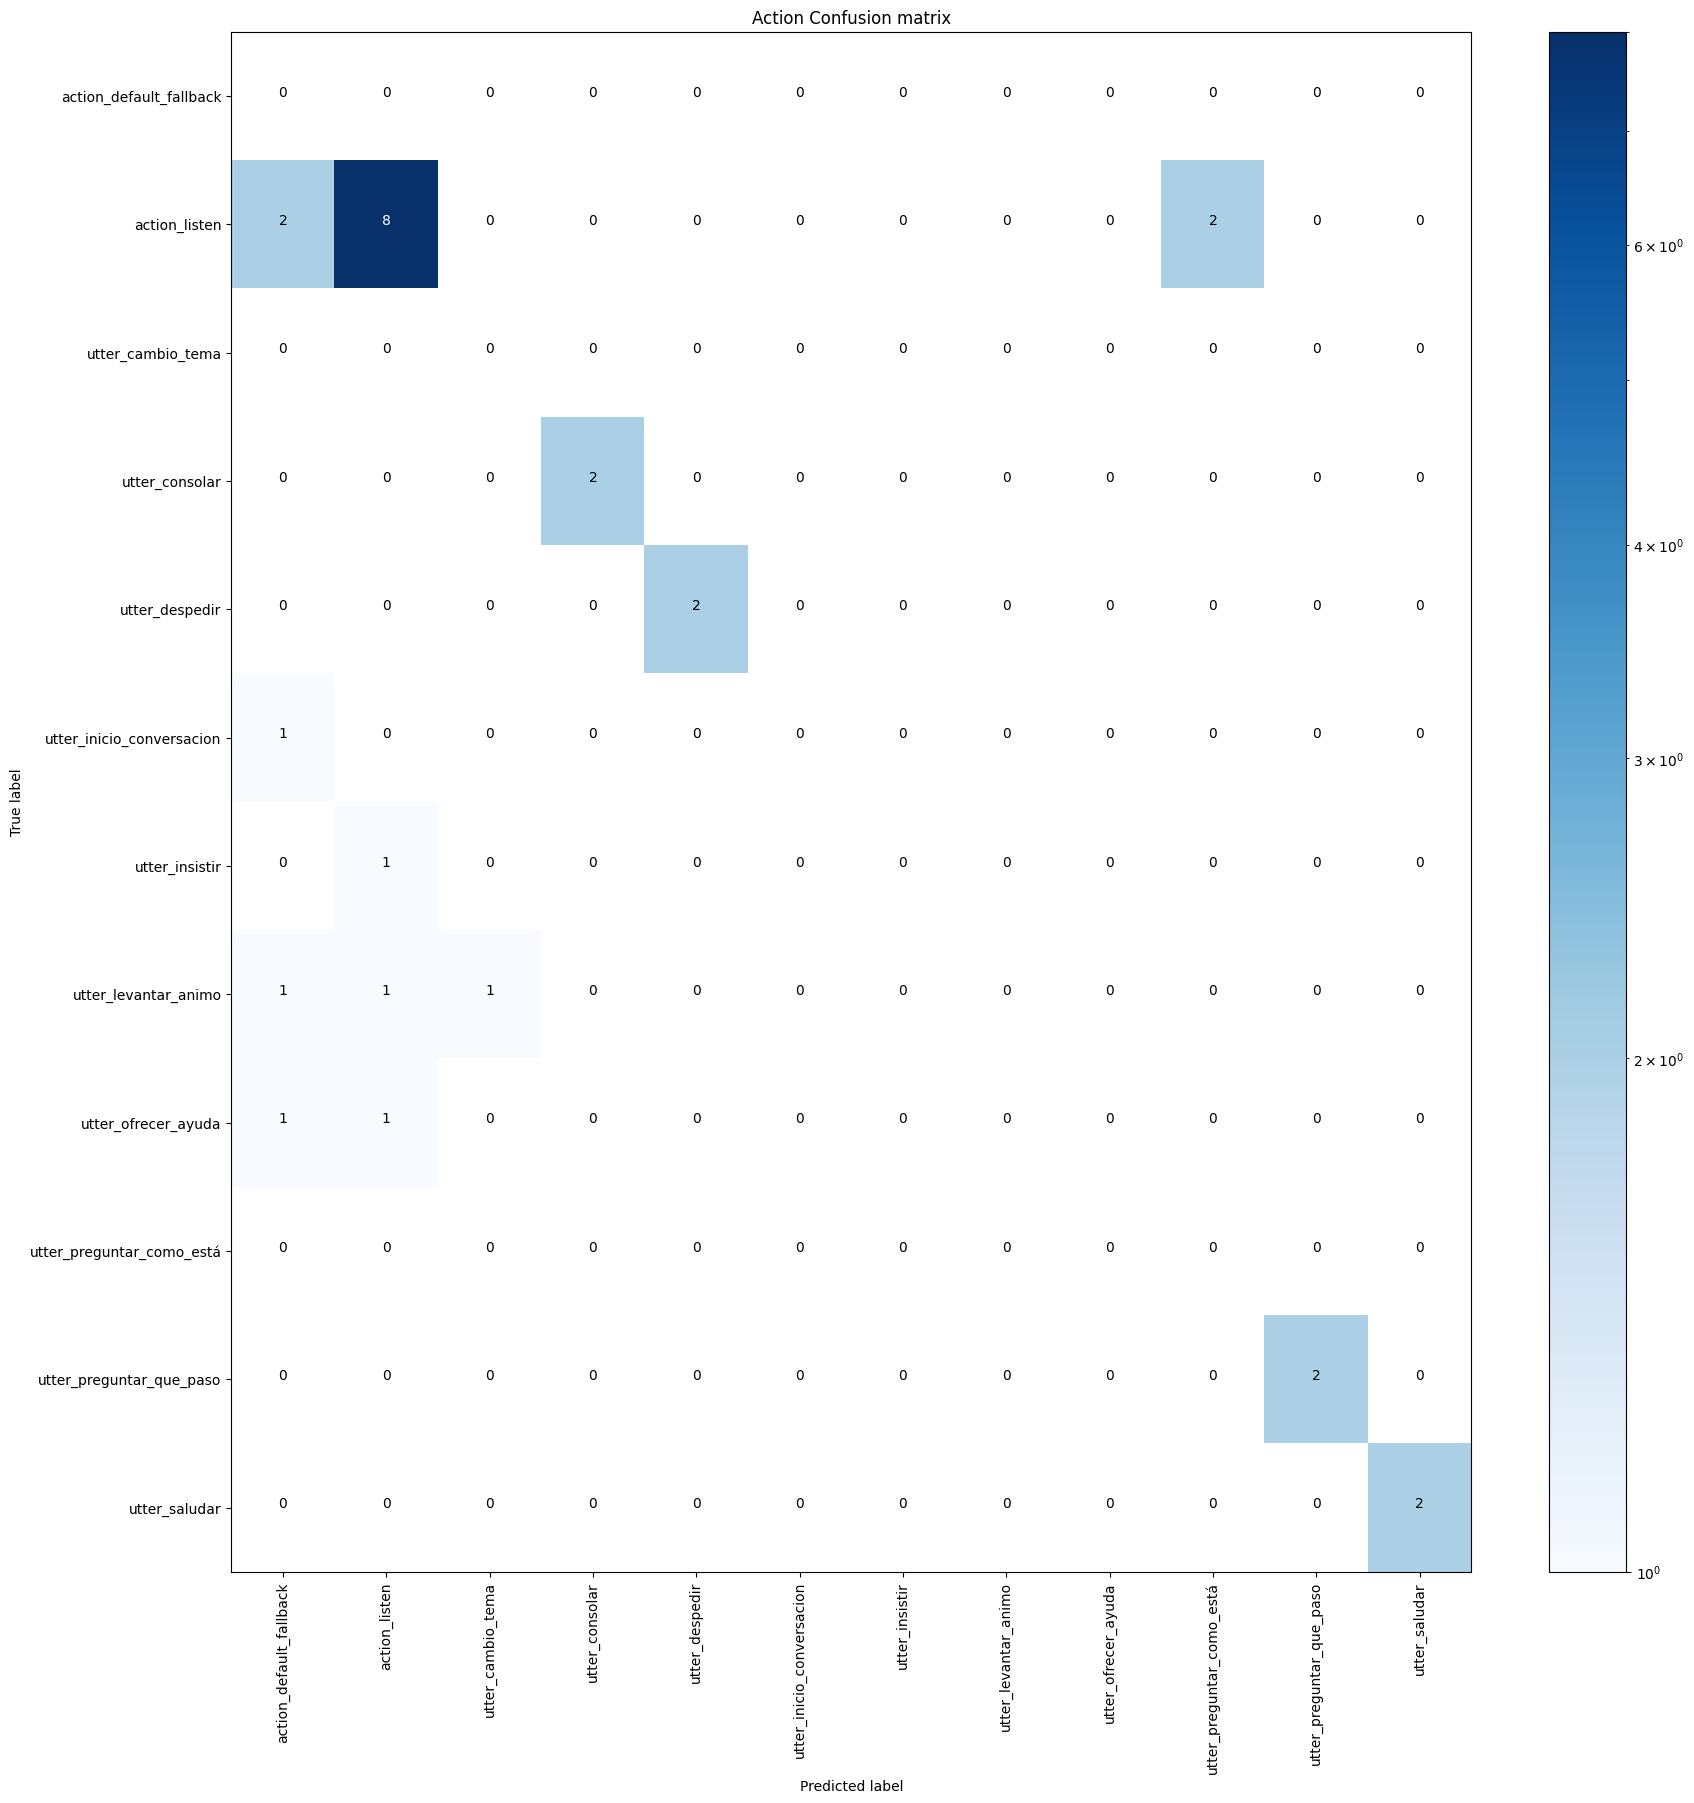 Action Confusion matrix
action_default_fallback 0 0 0 0 0 0 0 0 0 0 0 0
action_listen 2 8 0 0 0 0 0 0 0 2 0 0
utter_cambio_tema 0 0 0 0 0 0 0 0 0 0 0 0
utter_consolar 0 0 0 2 0 0 0 0 0 0 0 0
utter_despedir 0 0 0 0 2 0 0 0 0 0 0 0
utter_inicio_conversacion 1 0 0 0 0 0 0 0 0 0 0 0
utter_insistir 0 1 0 0 0 0 0 0 0 0 0 0
utter_levantar_animo 1 1 1 0 0 0 0 0 0 0 0 0
utter_ofrecer_ayuda 1 1 0 0 0 0 0 0 0 0 0 0
utter_preguntar_como_está 0 0 0 0 0 0 0 0 0 0 0 0
utter_preguntar_que_paso 0 0 0 0 0 0 0 0 0 0 2 0
utter_saludar 0 0 0 0 0 0 0 0 0 0 0 2
True label
action_default_fallback
action_listen
utter_cambio_tema
utter_consolar
utter_despedir
utter_inicio_conversacion
utter_insistir
utter_levantar_animo
utter_ofrecer_ayuda
utter_preguntar_como_está
utter_preguntar_que_paso
utter_saludar
Predicted label
6 × 10⁰
4 × 10⁰
3 × 10⁰
2 × 10⁰
10⁰